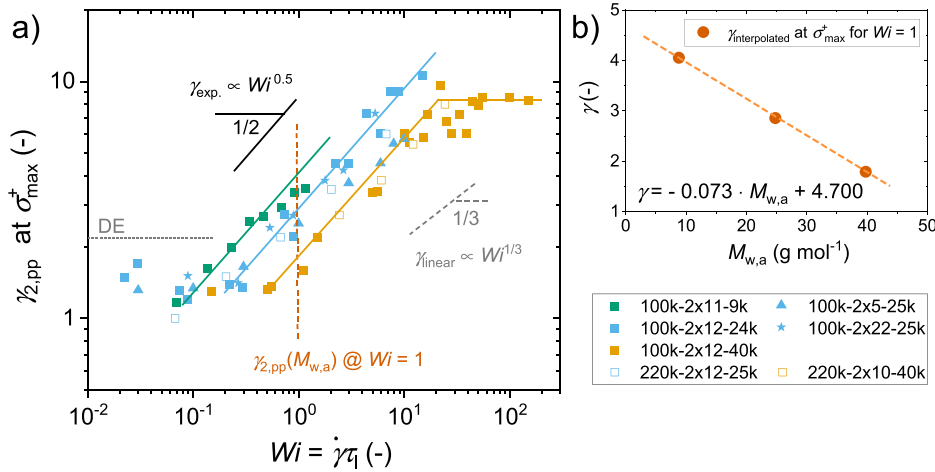 a)
γ2,pp at σ+max (-)
10
1
γexp. ∝ Wi0.5
1/2
DE
1/3
γlinear ∝ Wi1/3
γ2,pp(Mw,a) @ Wi = 1
10-2 10-1 100 101 102
Wi = γ̇τl (-)
b)
γinterpolated at σ+max for Wi = 1
γ (-)
5
4
3
2
1
γ = - 0.073 · Mw,a + 4.700
0 10 20 30 40 50
Mw,a (g mol-1)
100k-2x11-9k 100k-2x5-25k
100k-2x12-24k 100k-2x22-25k
100k-2x12-40k
220k-2x12-25k 220k-2x10-40k